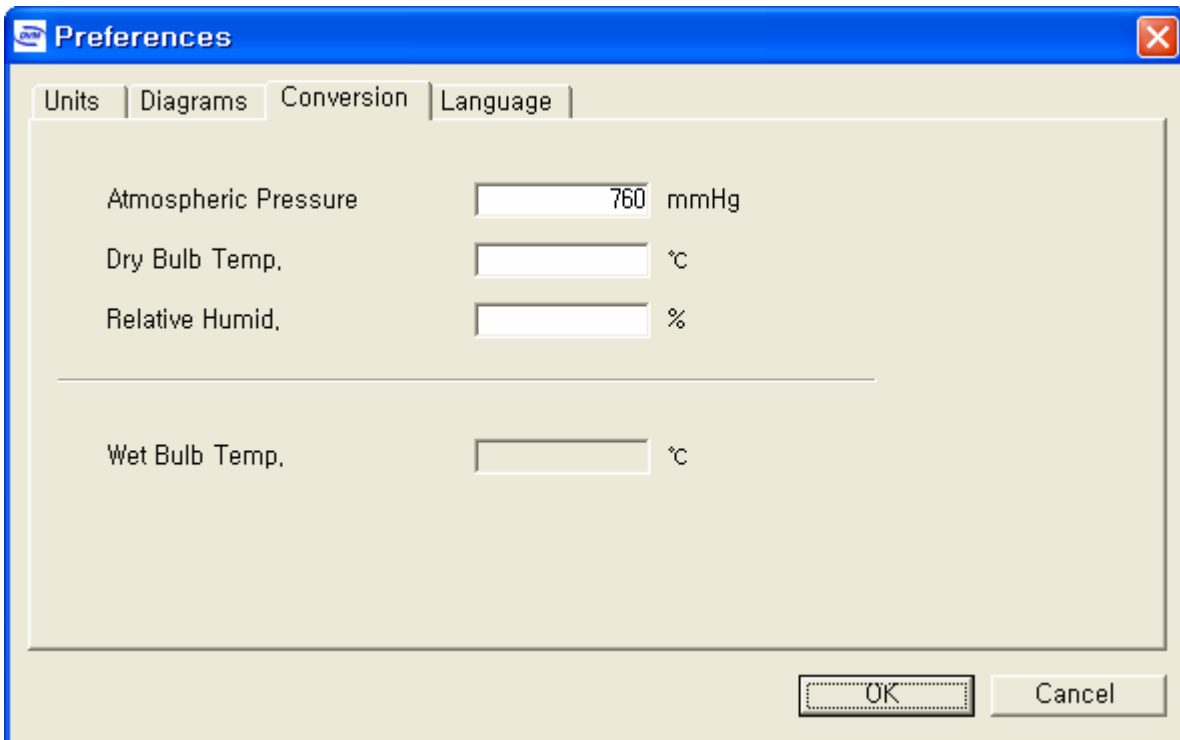 DVM Preferences
Units Diagrams Conversion Language
Atmospheric Pressure 760 mmHg
Dry Bulb Temp, ℃
Relative Humid, %
Wet Bulb Temp, ℃
OK Cancel